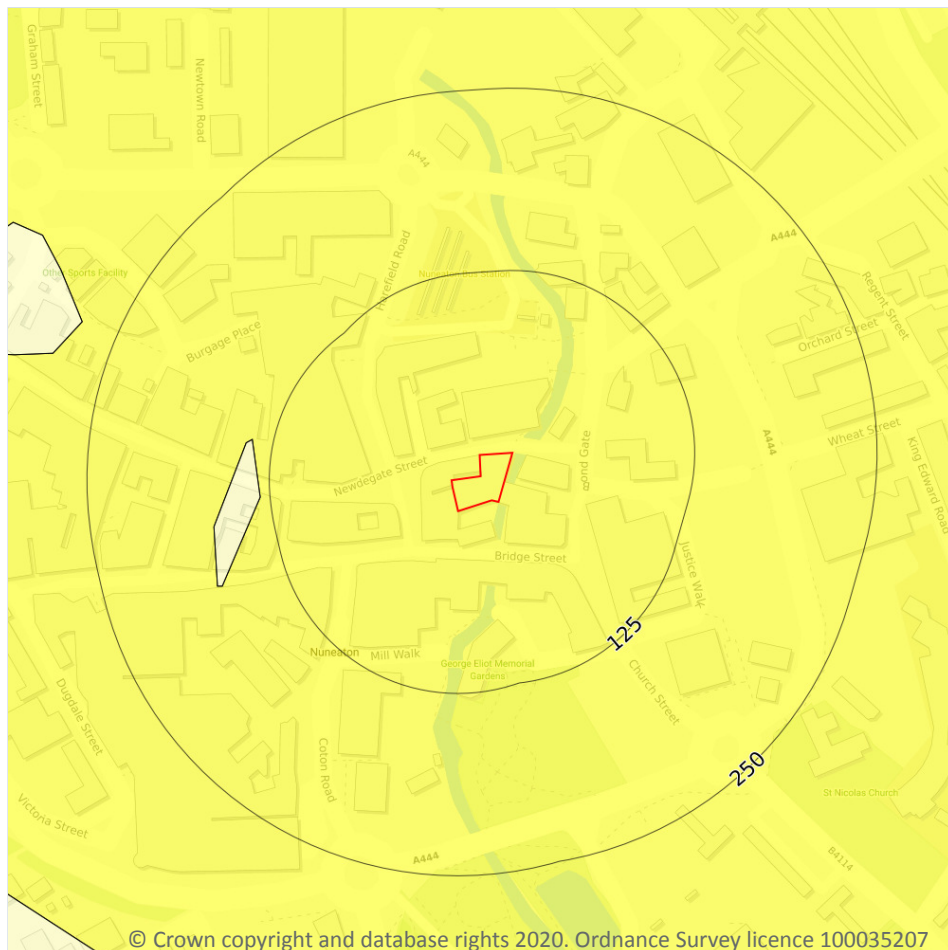 Graham Street
Newtown Road
A444
A444
Other Sports Facility
Harefield Road
Nuneaton Bus Station
Regent Street
Burgage Place
Orchard Street
Wheat Street
A444
King Edward Road
Newdegate Street
Bond Gate
Bridge Street
Justice Walk
125
Nuneaton
Mill Walk
George Eliot Memorial
Gardens
Church Street
Dugdale Street
Coton Road
250
St Nicolas Church
Victoria Street
A444
B4114
© Crown copyright and database rights 2020. Ordnance Survey licence 100035207